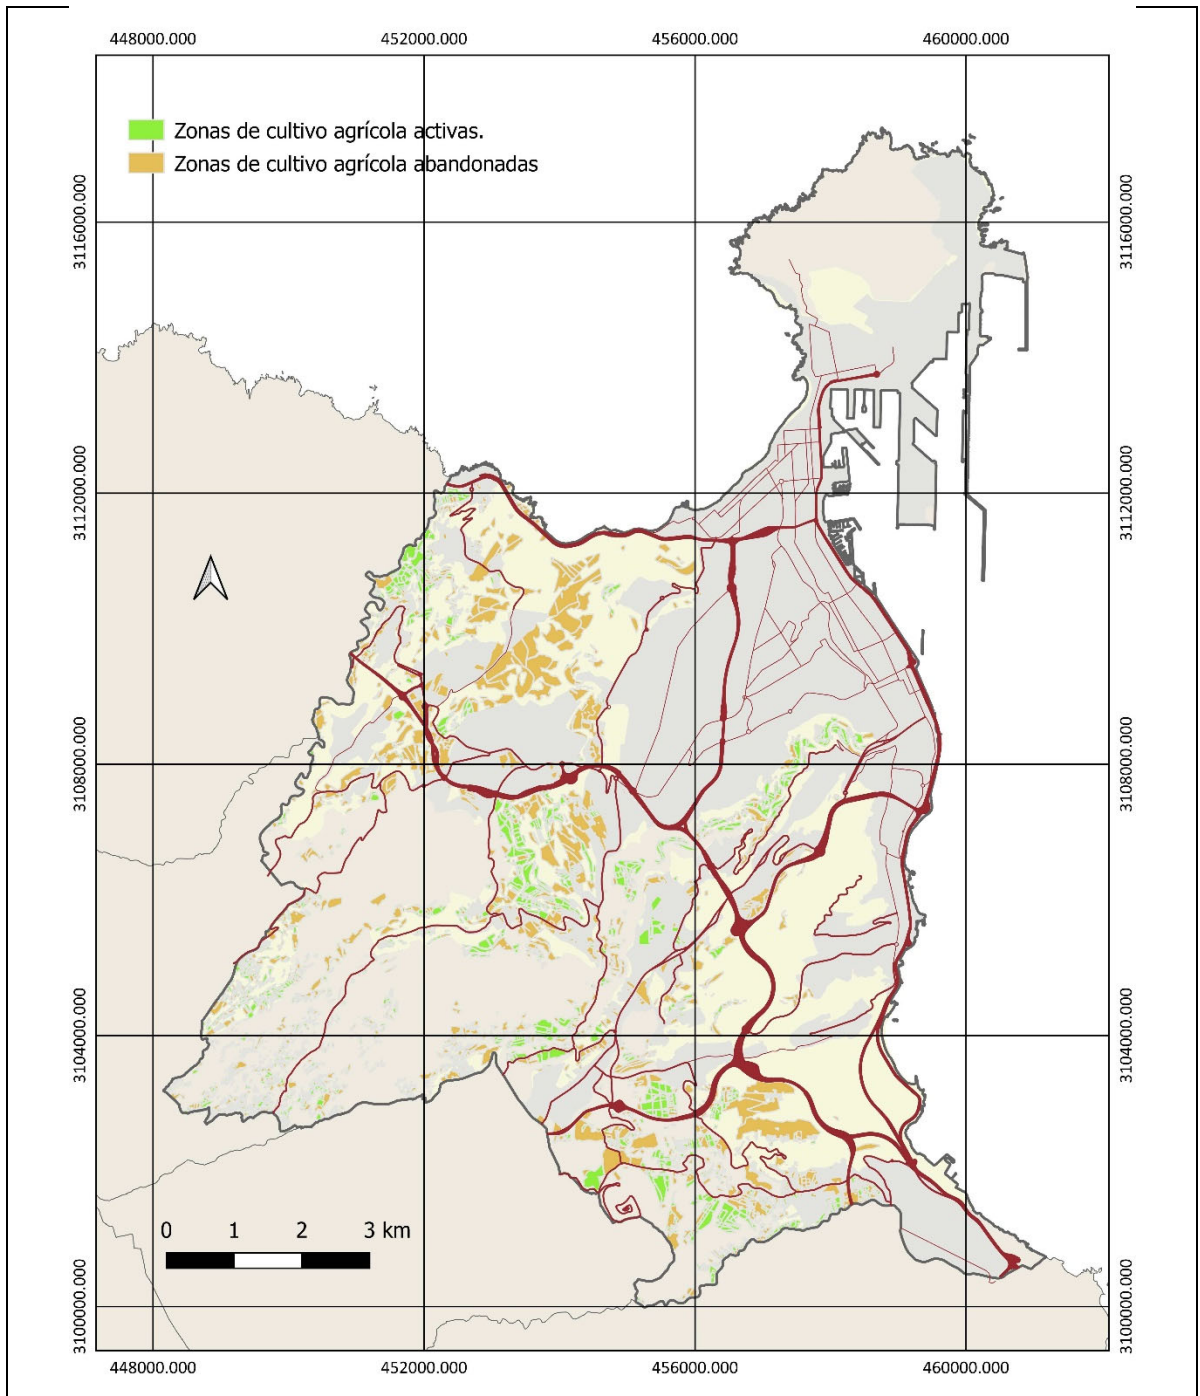 448000.000 452000.000 456000.000 460000.000
Zonas de cultivo agrícola activas.
Zonas de cultivo agrícola abandonadas
3116000.000 3116000.000
3112000.000 3112000.000
3108000.000 3108000.000
3104000.000 3104000.000
0 1 2 3 km
3100000.000 3100000.000
448000.000 452000.000 456000.000 460000.000